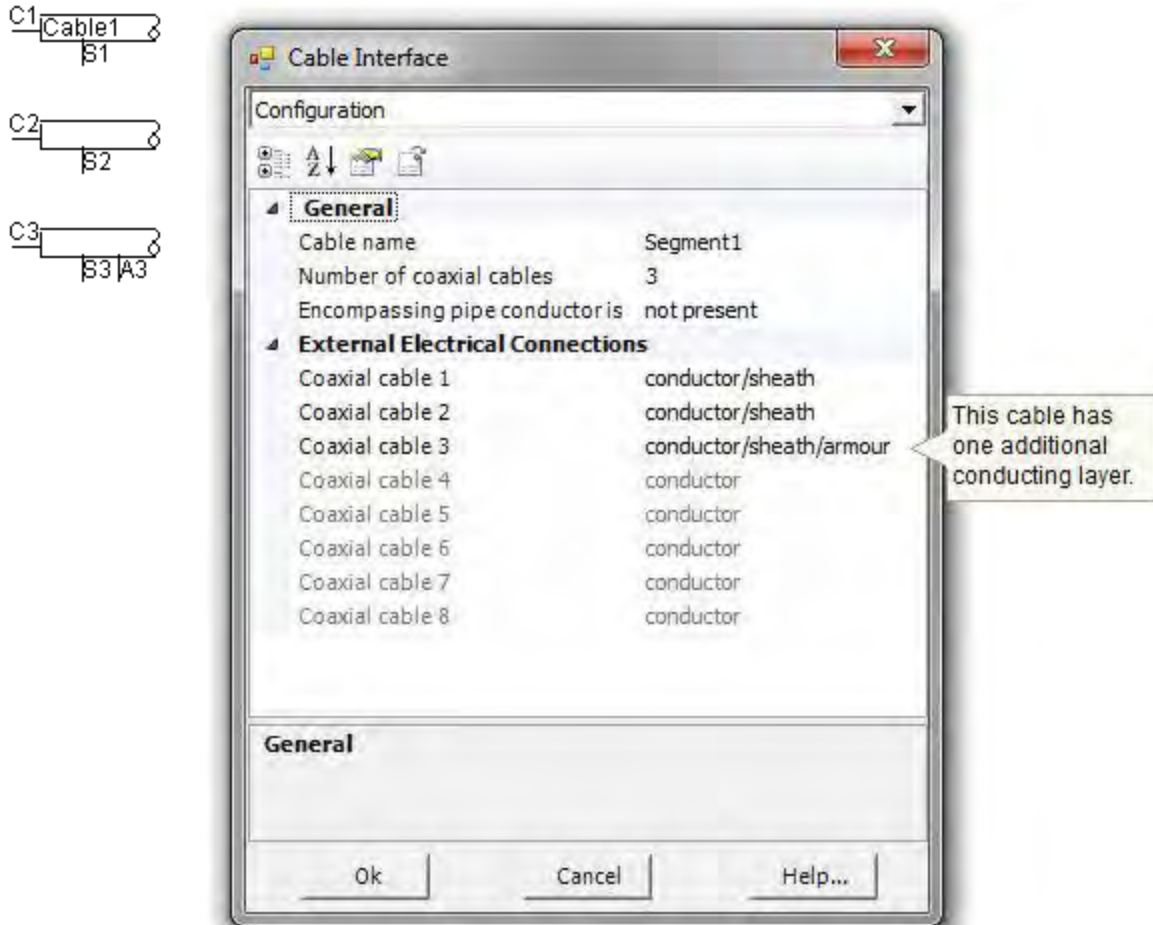 C1 Cable1
S1
C2
S2
C3
S3 A3
Cable Interface
Configuration
General
Cable name Segment1
Number of coaxial cables 3
Encompassing pipe conductor is not present
External Electrical Connections
Coaxial cable 1 conductor/sheath
Coaxial cable 2 conductor/sheath
Coaxial cable 3 conductor/sheath/armour
Coaxial cable 4 conductor
Coaxial cable 5 conductor
Coaxial cable 6 conductor
Coaxial cable 7 conductor
Coaxial cable 8 conductor
General
Ok Cancel Help...
This cable has
one additional
conducting layer.